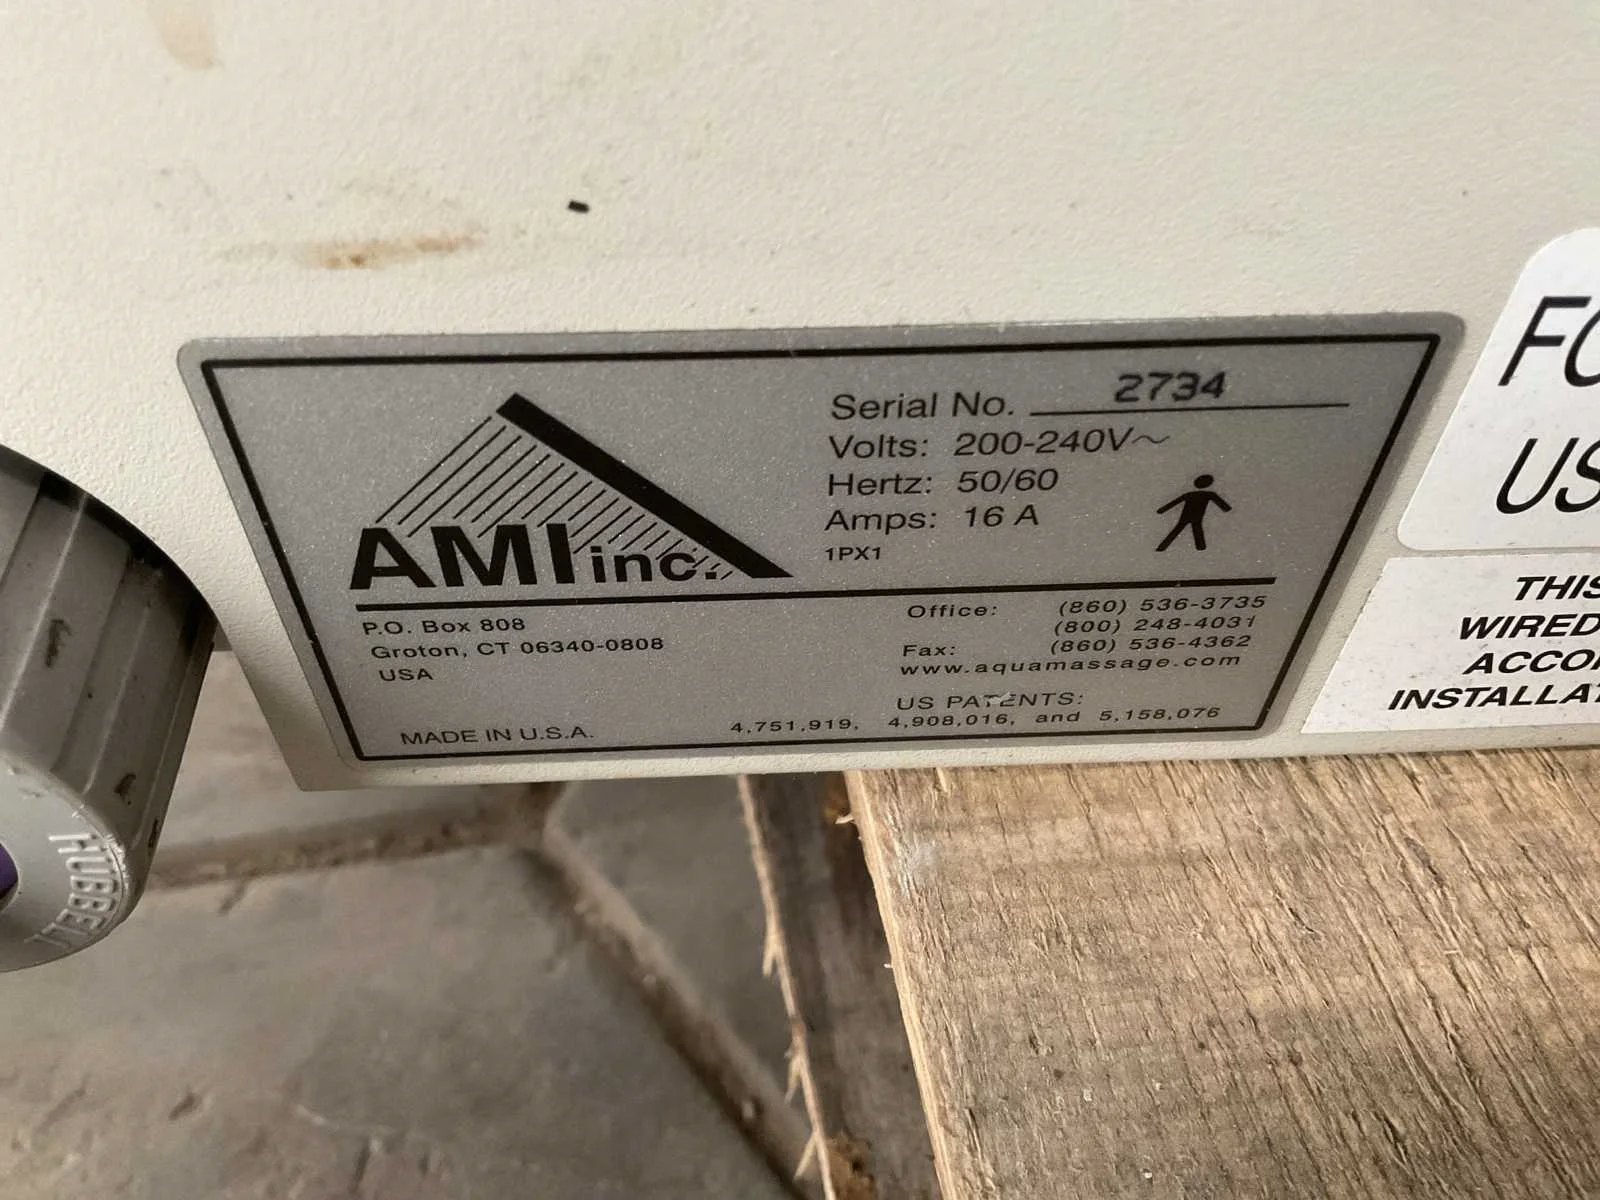 AMI inc.
Serial No. 2734
Volts: 200-240V~
Hertz: 50/60
Amps: 16 A
1PX1
P.O. Box 808
Groton, CT 06340-0808
USA
Office: (860) 536-3735
(800) 248-4031
Fax: (860) 536-4362
www.aquamassage.com
US PATENTS:
4,751,919, 4,908,016, and 5,158,076
MADE IN U.S.A.
US
THIS
WIRED
HUBBELL